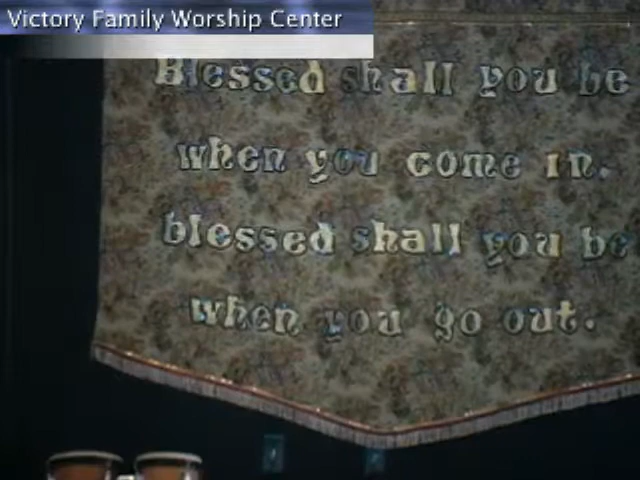 Victory Family Worship Center
Blessed shall you be
when you come in.
blessed shall you be
when you go out.